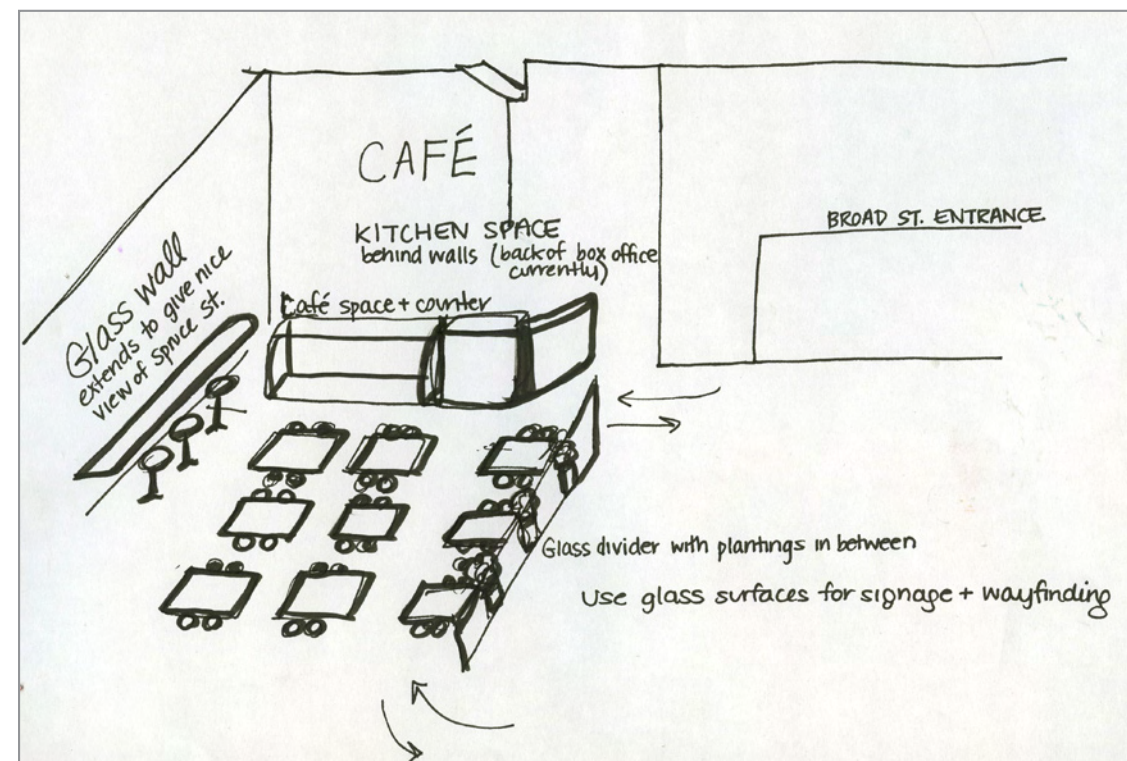 CAFÉ
KITCHEN SPACE
behind walls (back of box office
currently)
Café space + counter
Glass wall
extends to give nice
view of spruce st.
BROAD ST. ENTRANCE.
Glass divider with plantings in between
Use glass surfaces for signage + wayfinding